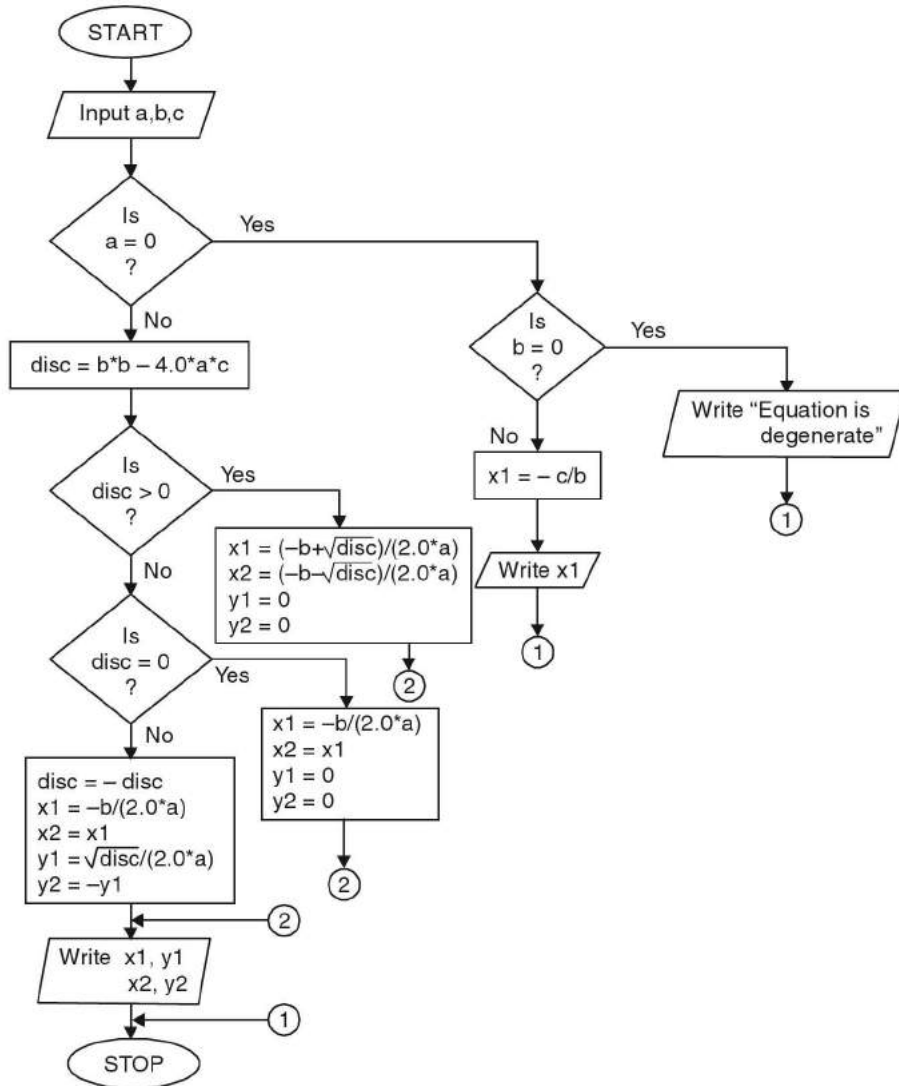 START
Input a,b,c
Is
a = 0
?
Yes
No
Is
b = 0
?
Yes
Write “Equation is
degenerate”
1
No
x1 = – c/b
Write x1
1
disc = b*b – 4.0*a*c
Is
disc > 0
?
Yes
x1 = (–b+√disc)/(2.0*a)
x2 = (–b–√disc)/(2.0*a)
y1 = 0
y2 = 0
2
No
Is
disc = 0
?
Yes
x1 = –b/(2.0*a)
x2 = x1
y1 = 0
y2 = 0
2
No
disc = – disc
x1 = –b/(2.0*a)
x2 = x1
y1 = √disc/(2.0*a)
y2 = –y1
2
Write x1, y1
x2, y2
1
STOP